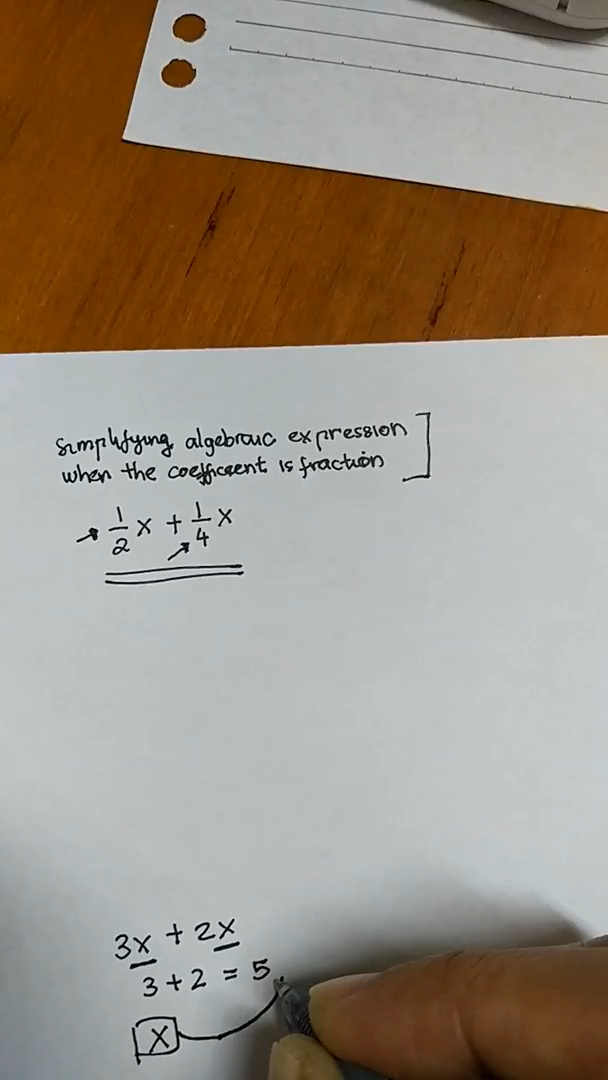 Simplifying algebraic expression
when the coefficient is fraction
1/2 x + 1/4 x
3x + 2x
3 + 2 = 5
x